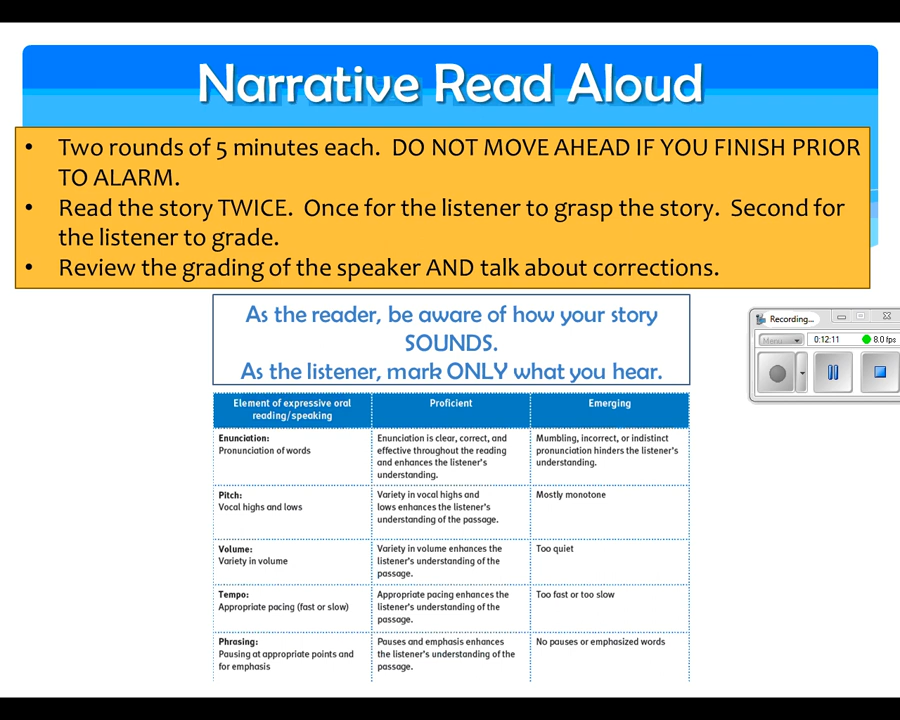 Narrative Read Aloud
• Two rounds of 5 minutes each. DO NOT MOVE AHEAD IF YOU FINISH PRIOR
TO ALARM.
• Read the story TWICE. Once for the listener to grasp the story. Second for
the listener to grade.
• Review the grading of the speaker AND talk about corrections.
As the reader, be aware of how your story
SOUNDS.
As the listener, mark ONLY what you hear.
Recording...
Menu
0:12:11
8.0 fps
Element of expressive oral
reading/speaking
Proficient
Emerging
Enunciation:
Pronunciation of words
Enunciation is clear, correct, and
effective throughout the reading
and enhances the listener's
understanding.
Mumbling, incorrect, or indistinct
pronunciation hinders the listener's
understanding.
Pitch:
Vocal highs and lows
Variety in vocal highs and
lows enhances the listener's
understanding of the passage.
Mostly monotone
Volume:
Variety in volume
Variety in volume enhances the
listener's understanding of the
passage.
Too quiet
Tempo:
Appropriate pacing (fast or slow)
Appropriate pacing enhances the
listener's understanding of the
passage.
Too fast or too slow
Phrasing:
Pausing at appropriate points and
for emphasis
Pauses and emphasis enhances
the listener's understanding of the
passage.
No pauses or emphasized words